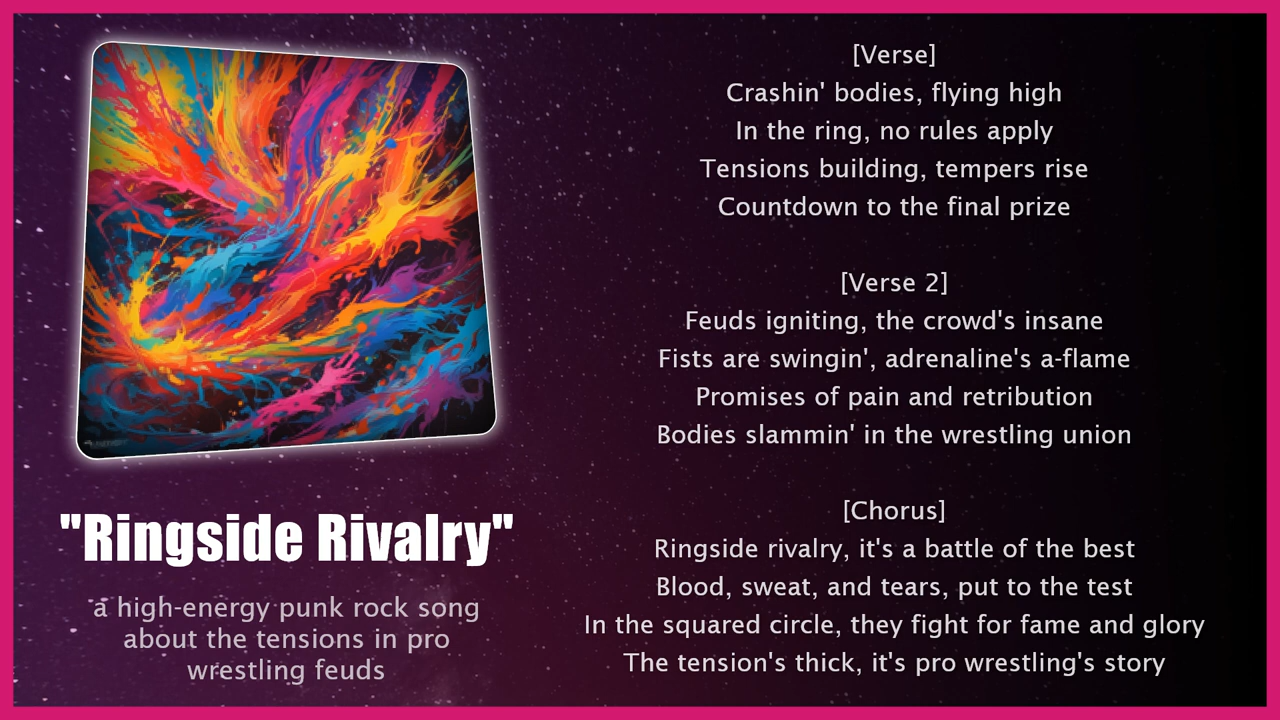 "Ringside Rivalry"
a high-energy punk rock song
about the tensions in pro
wrestling feuds
[Verse]
Crashin' bodies, flying high
In the ring, no rules apply
Tensions building, tempers rise
Countdown to the final prize
[Verse 2]
Feuds igniting, the crowd's insane
Fists are swingin', adrenaline's a-flame
Promises of pain and retribution
Bodies slammin' in the wrestling union
[Chorus]
Ringside rivalry, it's a battle of the best
Blood, sweat, and tears, put to the test
In the squared circle, they fight for fame and glory
The tension's thick, it's pro wrestling's story